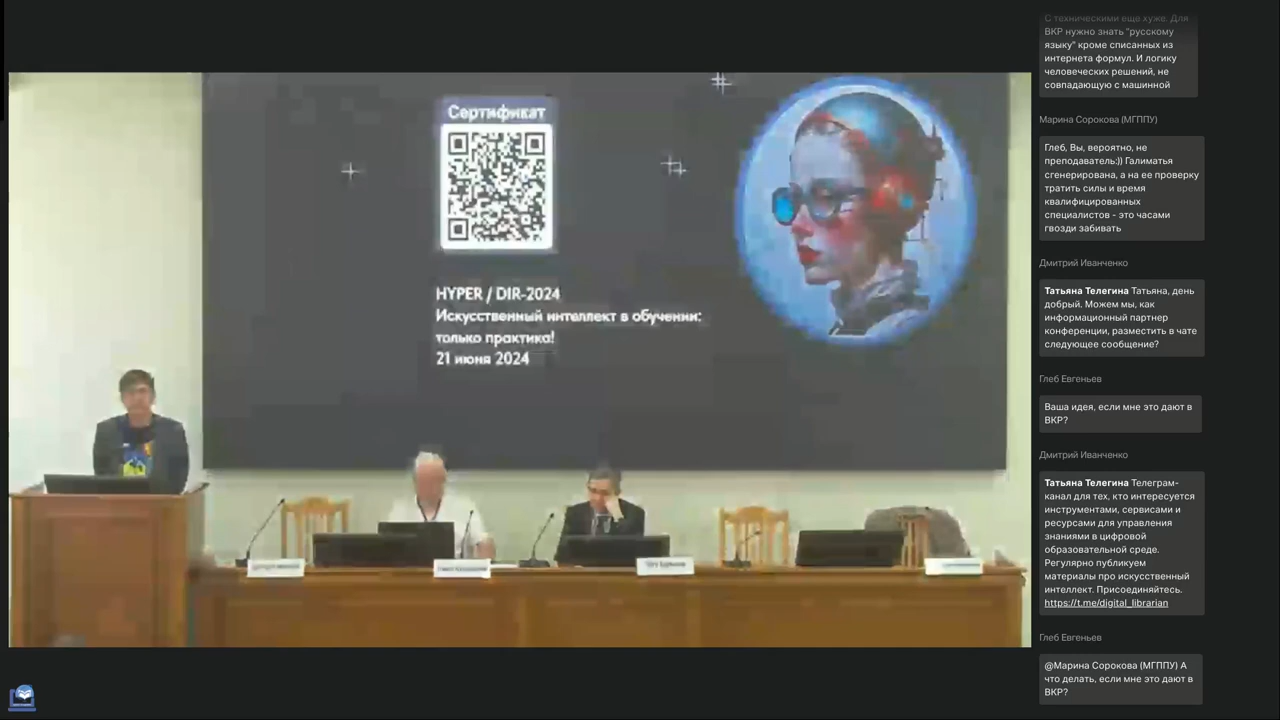 Сертификат
HYPER / DIR-2024
Искусственный интеллект в обучении:
только практика!
21 июня 2024
С техническими еще хуже. Для
ВКР нужно знать "русскому
языку" кроме списанных из
интернета формул. И логику
человеческих решений, не
совпадающую с машинной
Марина Сорокова (МГППУ)
Глеб, Вы, вероятно, не
преподаватель:)) Галиматья
сгенерирована, а на ее проверку
тратить силы и время
квалифицированных
специалистов - это часами
гвозди забивать
Дмитрий Иванченко
Татьяна Телегина Татьяна, день
добрый. Можем мы, как
информационный партнер
конференции, разместить в чате
следующее сообщение?
Глеб Евгеньев
Ваша идея, если мне это дают в
ВКР?
Дмитрий Иванченко
Татьяна Телегина Телеграм-
канал для тех, кто интересуется
инструментами, сервисами и
ресурсами для управления
знаниями в цифровой
образовательной среде.
Регулярно публикуем
материалы про искусственный
интеллект. Присоединяйтесь.
https://t.me/digital_librarian
Глеб Евгеньев
@Марина Сорокова (МГППУ) А
что делать, если мне это дают в
ВКР?